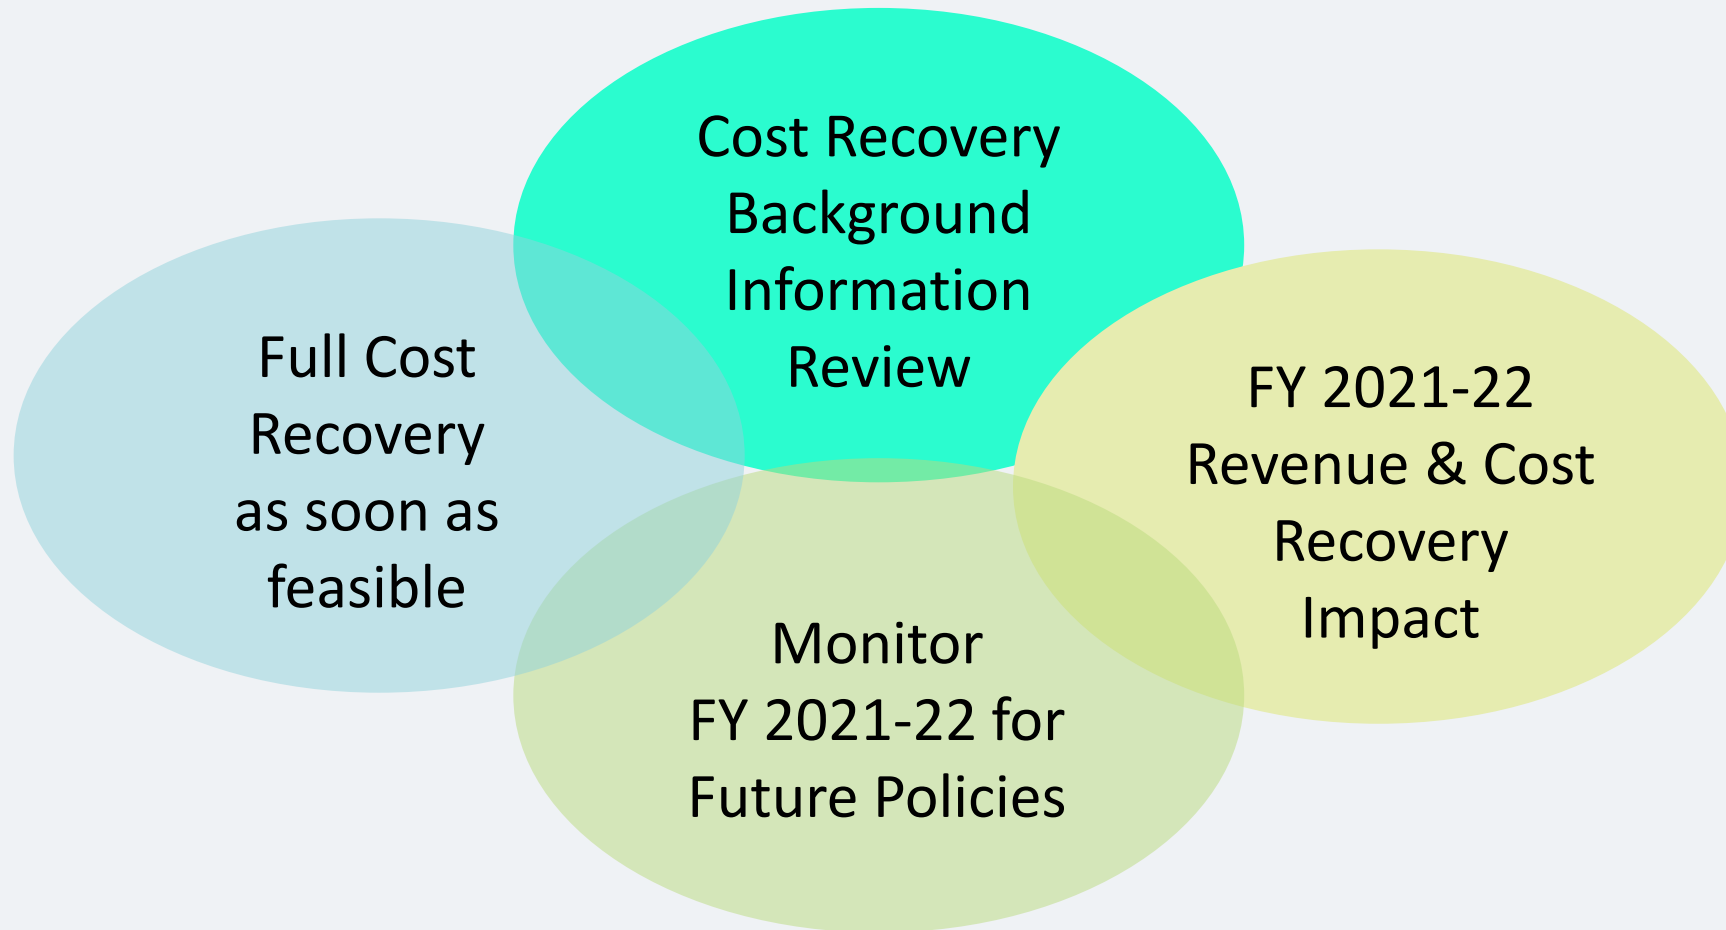 Cost Recovery
Background
Information
Review
Full Cost
Recovery
as soon as
feasible
FY 2021-22
Revenue & Cost
Recovery
Impact
Monitor
FY 2021-22 for
Future Policies